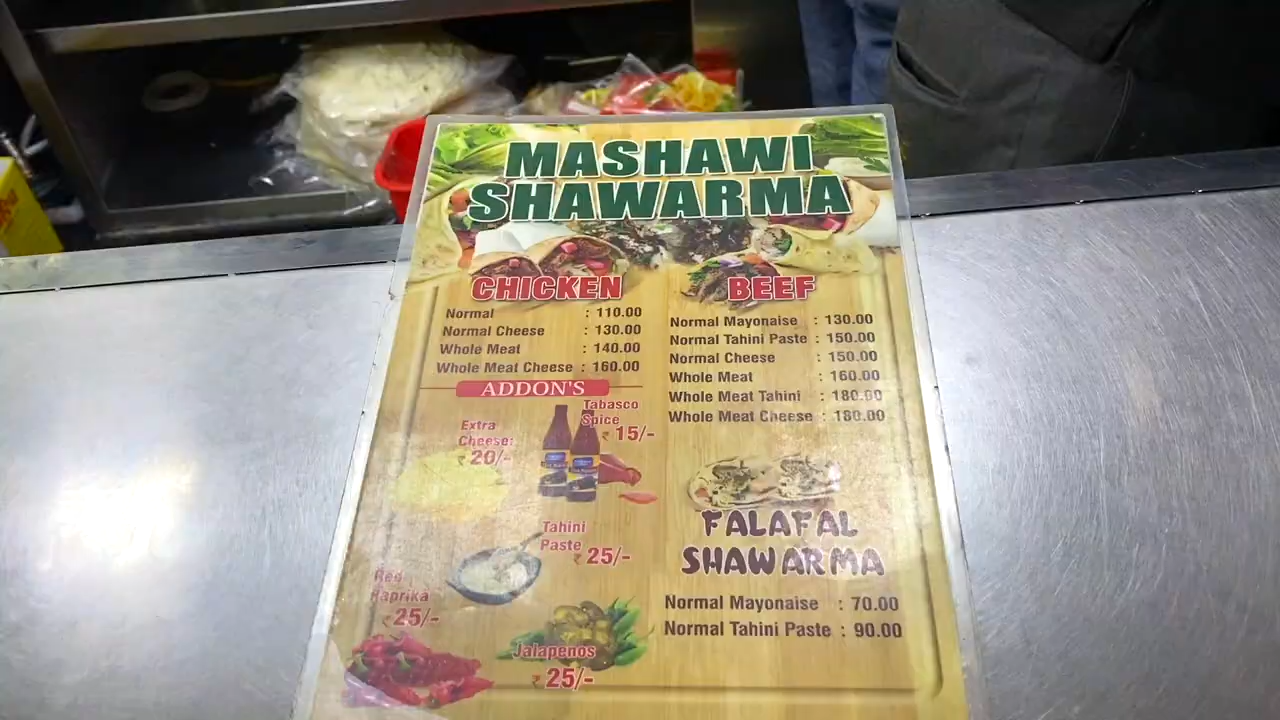 MASHAWI
SHAWARMA
CHICKEN
Normal : 110.00
Normal Cheese : 130.00
Whole Meat : 140.00
Whole Meat Cheese : 160.00
ADDON'S
Extra
Cheese:
₹ 20/-
Tabasco
Spice
₹ 15/-
Tahini
Paste
₹ 25/-
Red
Paprika
₹ 25/-
Jalapenos
₹ 25/-
BEEF
Normal Mayonaise : 130.00
Normal Tahini Paste : 150.00
Normal Cheese : 150.00
Whole Meat : 160.00
Whole Meat Tahini : 180.00
Whole Meat Cheese : 180.00
FALAFAL
SHAWARMA
Normal Mayonaise : 70.00
Normal Tahini Paste : 90.00